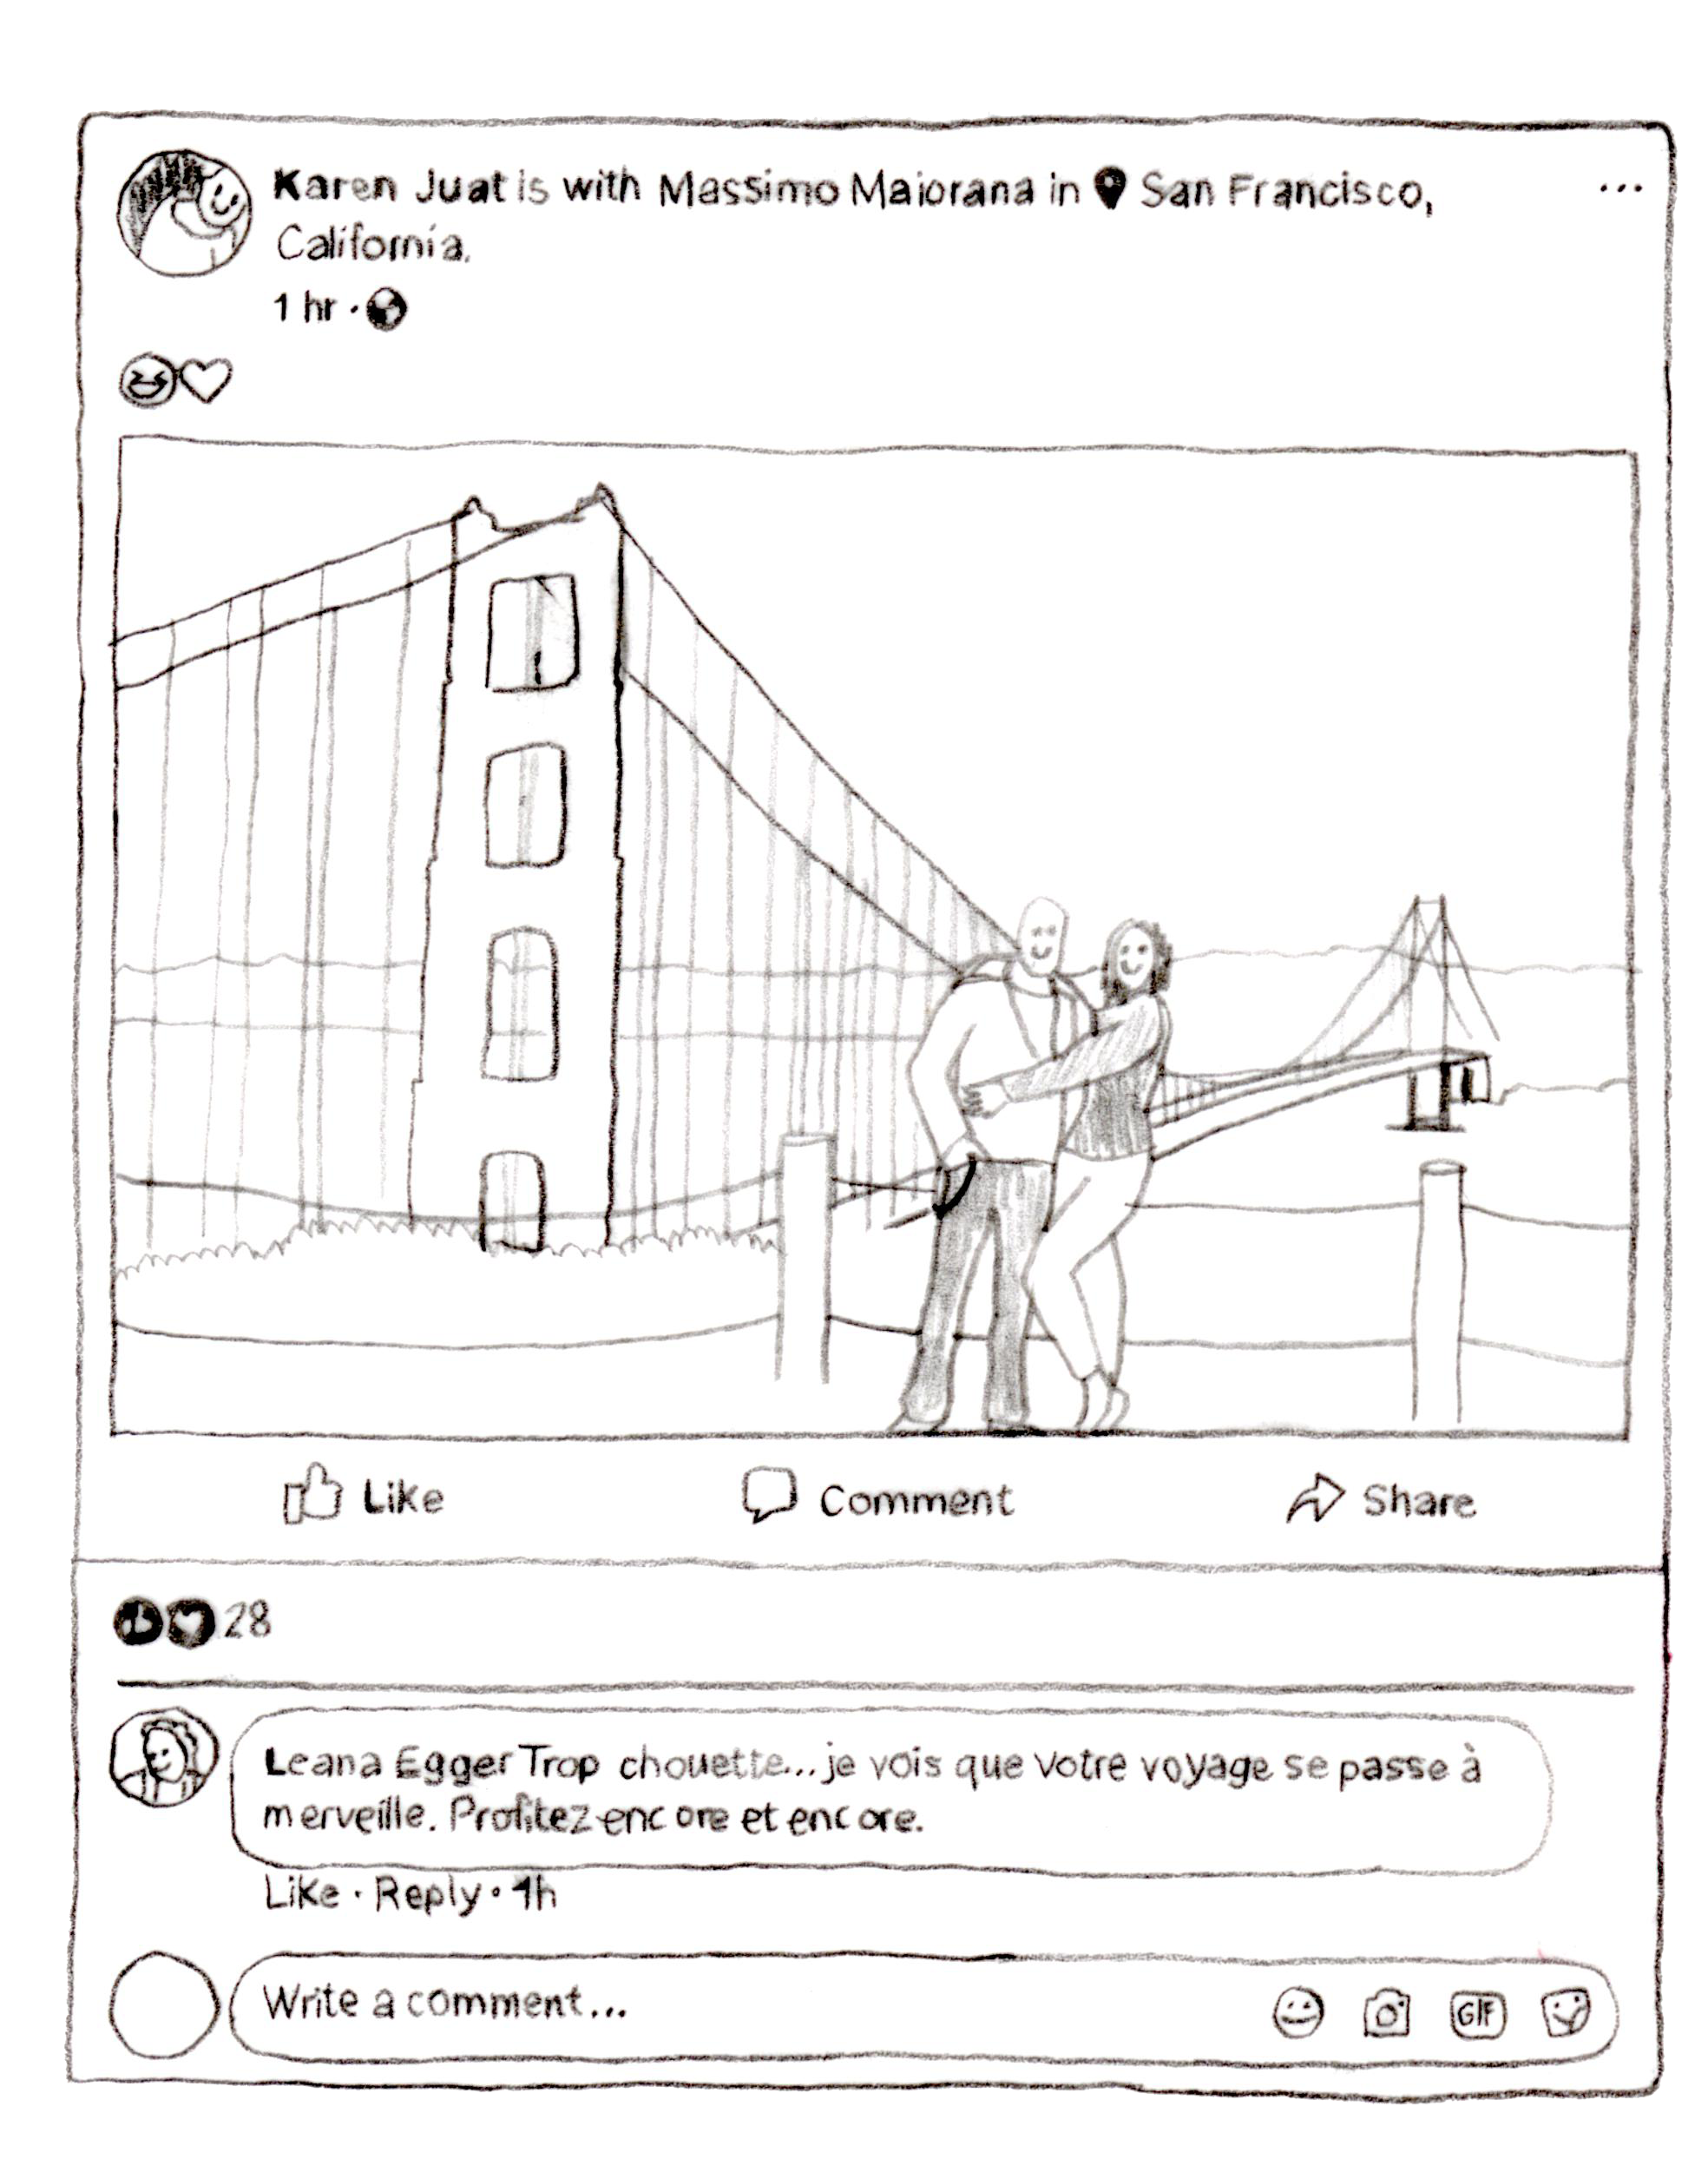 Karen Juat is with Massimo Maiorana in San Francisco,
California.
1 hr ·
Like
Comment
Share
28
Leana Egger Trop chouette...je vois que votre voyage se passe à
merveille. Profitez encore et encore.
Like · Reply · 1h
Write a comment...
GIF